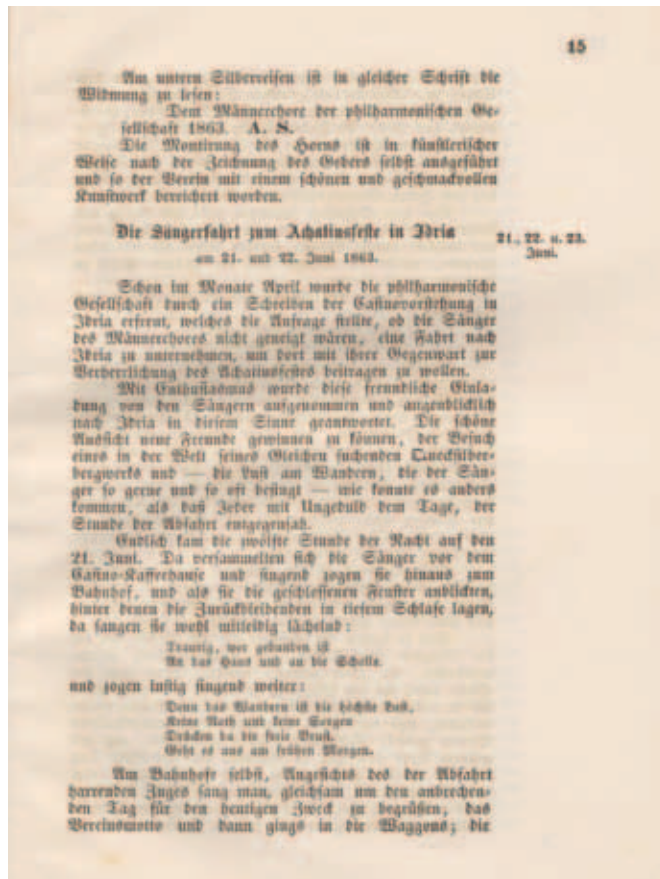 15
Am untern Silberreifen ist in gleicher Schrift die
Widmung zu lesen:
Dem Männerchore der philharmonischen Ge-
sellschaft 1863. A. S.
Die Montirung des Horns ist in künstlerischer
Weise nach der Zeichnung des Gebers selbst ausgeführt
und so der Verein mit einem schönen und geschmackvollen
Kunstwerk bereichert worden.
Die Sängerfahrt zum Achatiusfeste in Idria
21., 22. u. 23.
Juni.
am 21. und 22. Juni 1863.
Schon im Monate April wurde die philharmonische
Gesellschaft durch ein Schreiben der Casinovorstehung in
Idria erfreut, welches die Anfrage stellte, ob die Sänger
des Männerchores nicht geneigt wären, eine Fahrt nach
Idria zu unternehmen, um dort mit ihrer Gegenwart zur
Verherrlichung des Achatiusfestes beitragen zu wollen.
Mit Enthusiasmus wurde diese freundliche Einla-
dung von den Sängern aufgenommen und augenblicklich
nach Idria in diesem Sinne geantwortet. Die schöne
Aussicht neue Freunde gewinnen zu können, der Besuch
eines in der Welt seines Gleichen suchenden Quecksilber-
bergwerks und — die Lust am Wandern, die der Sän-
ger so gerne und so oft besingt — wie konnte es anders
kommen, als daß Jeder mit Ungeduld dem Tage, der
Stunde der Abfahrt entgegensah.
Endlich kam die zwölfte Stunde der Nacht auf den
21. Juni. Da versammelten sich die Sänger vor dem
Casino-Kaffeehause und singend zogen sie hinaus zum
Bahnhof, und als sie die geschlossenen Fenster anblickten,
hinter denen die Zurückbleibenden in tiefem Schlafe lagen,
da sangen sie wohl mitleidig lächelnd:
Traurig, wer gebunden ist
An das Haus und an die Scholle.
und zogen lustig singend weiter:
Denn das Wandern ist die höchste Lust,
Keine Noth und keine Sorgen
Drücken da die freie Brust.
Geht es aus am frühen Morgen.
Am Bahnhofe selbst, Angesichts des der Abfahrt
harrenden Zuges sang man, gleichsam um den anbrechen-
den Tag für den heutigen Zweck zu begrüßen, das
Vereinsmotto und dann gings in die Waggons; die